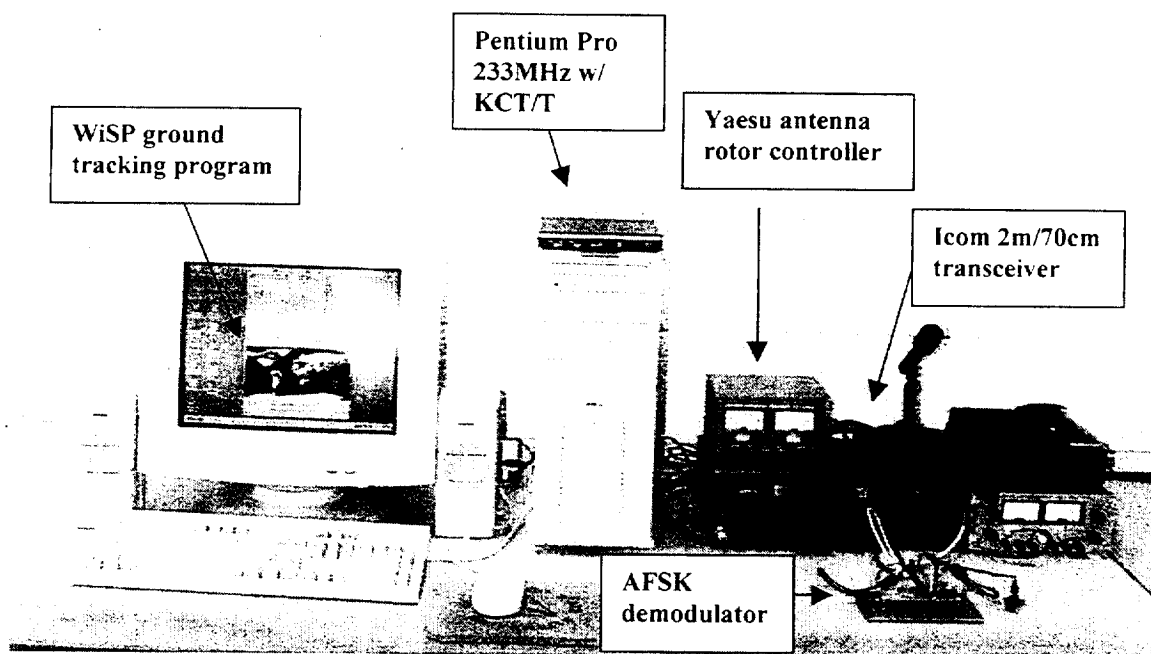 Pentium Pro
233MHz w/
KCT/T
WiSP ground
tracking program
Yaesu antenna
rotor controller
Icom 2m/70cm
transceiver
AFSK
demodulator